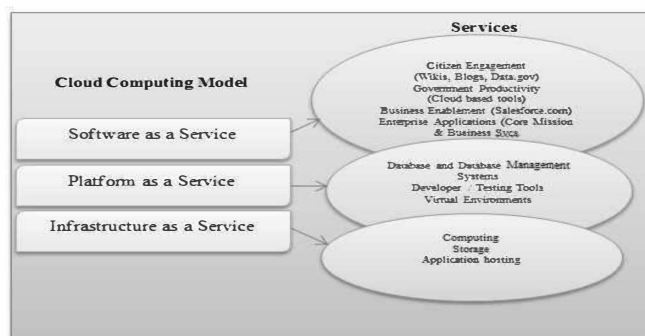 Services
Citizen Engagement
(Wikis, Blogs, Data.gov)
Government Productivity
(Cloud based tools)
Business Enablement (Salesforce.com)
Enterprise Applications (Core Mission
& Business Svcs
Cloud Computing Model
Software as a Service
Platform as a Service
Infrastructure as a Service
Database and Database Management
Systems
Developer / Testing Tools
Virtual Environments
Computing
Storage
Application hosting